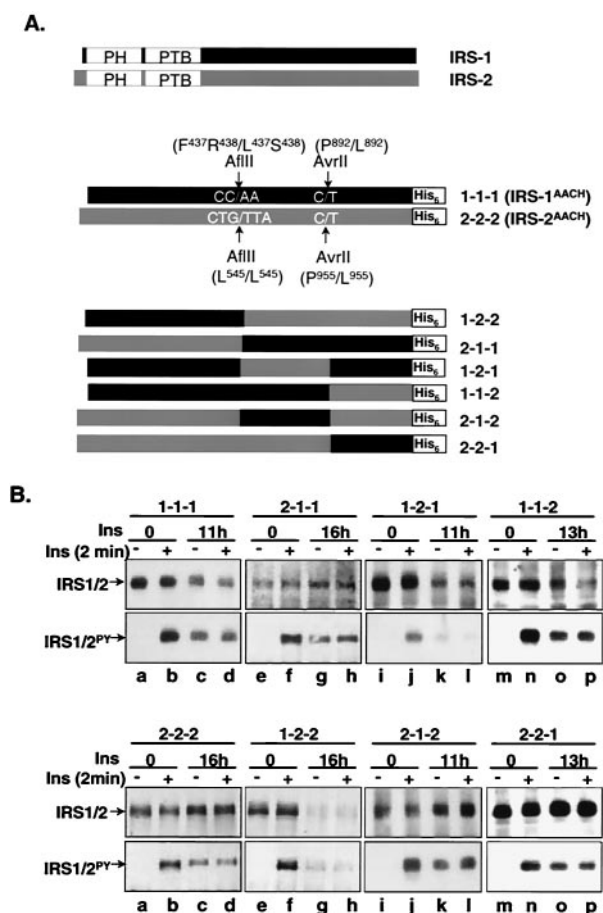 A.
PH PTB IRS-1
PH PTB IRS-2
(F437R438/L437S438) (P892/L892)
AflII AvrII
CC/AA C/T His6 1-1-1 (IRS-1AACH)
CTG/TTA C/T His6 2-2-2 (IRS-2AACH)
AflII AvrII
(L545/L545) (P955/L955)
His6 1-2-2
His6 2-1-1
His6 1-2-1
His6 1-1-2
His6 2-1-2
His6 2-2-1
B.
1-1-1 2-1-1 1-2-1 1-1-2
Ins 0 11h 0 16h 0 11h 0 13h
Ins (2 min) - + - + - + - + - + - + - + - +
IRS1/2
IRS1/2PY
a b c d e f g h i j k l m n o p
2-2-2 1-2-2 2-1-2 2-2-1
Ins 0 16h 0 16h 0 11h 0 13h
Ins (2min) - + - + - + - + - + - + - + - +
IRS1/2
IRS1/2PY
a b c d e f g h i j k l m n o p